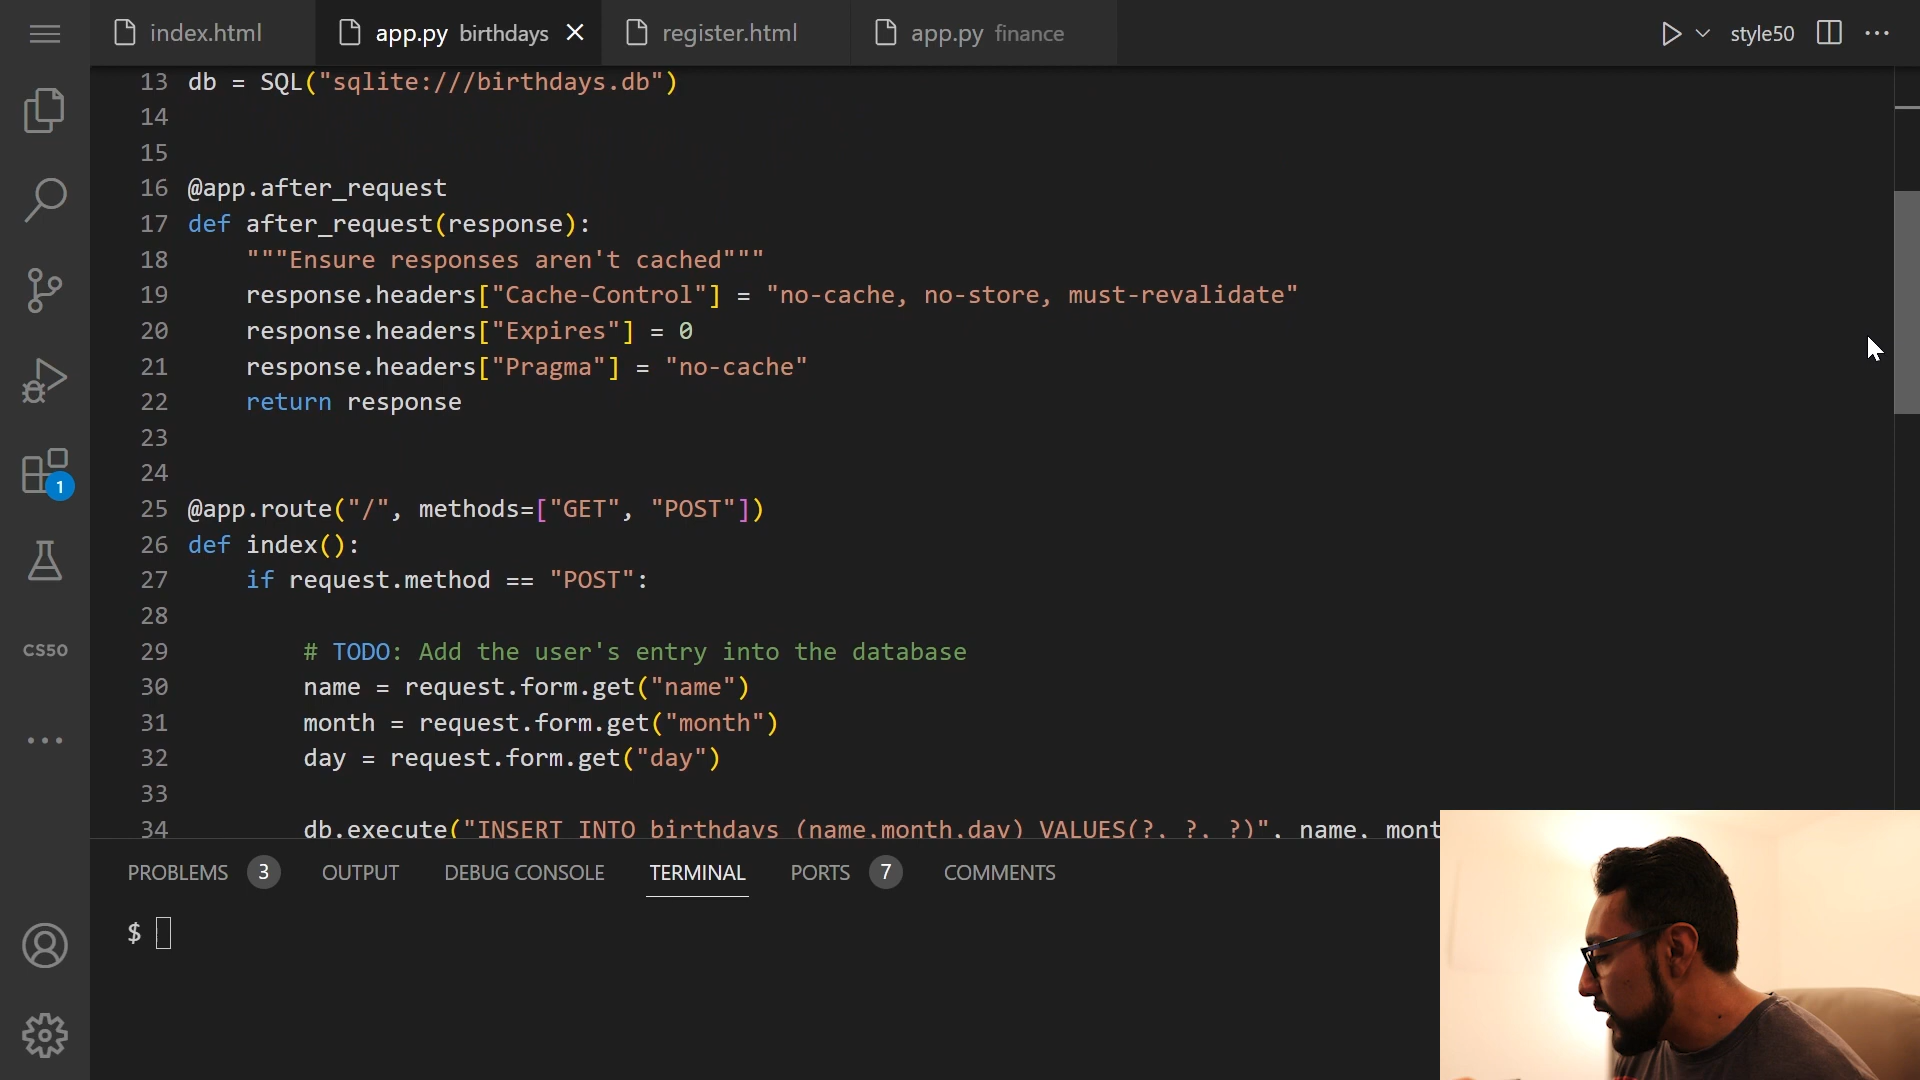 index.html
app.py birthdays
register.html
app.py finance
style50
13 db = SQL("sqlite:///birthdays.db")
14
15
16 @app.after_request
17 def after_request(response):
18 """Ensure responses aren't cached"""
19 response.headers["Cache-Control"] = "no-cache, no-store, must-revalidate"
20 response.headers["Expires"] = 0
21 response.headers["Pragma"] = "no-cache"
22 return response
23
24
25 @app.route("/", methods=["GET", "POST"])
26 def index():
27 if request.method == "POST":
28
29 # TODO: Add the user's entry into the database
30 name = request.form.get("name")
31 month = request.form.get("month")
32 day = request.form.get("day")
33
34 db.execute("INSERT INTO birthdays (name,month,day) VALUES(?, ?, ?)", name, mont
1
CS50
PROBLEMS 3 OUTPUT DEBUG CONSOLE TERMINAL PORTS 7 COMMENTS
$